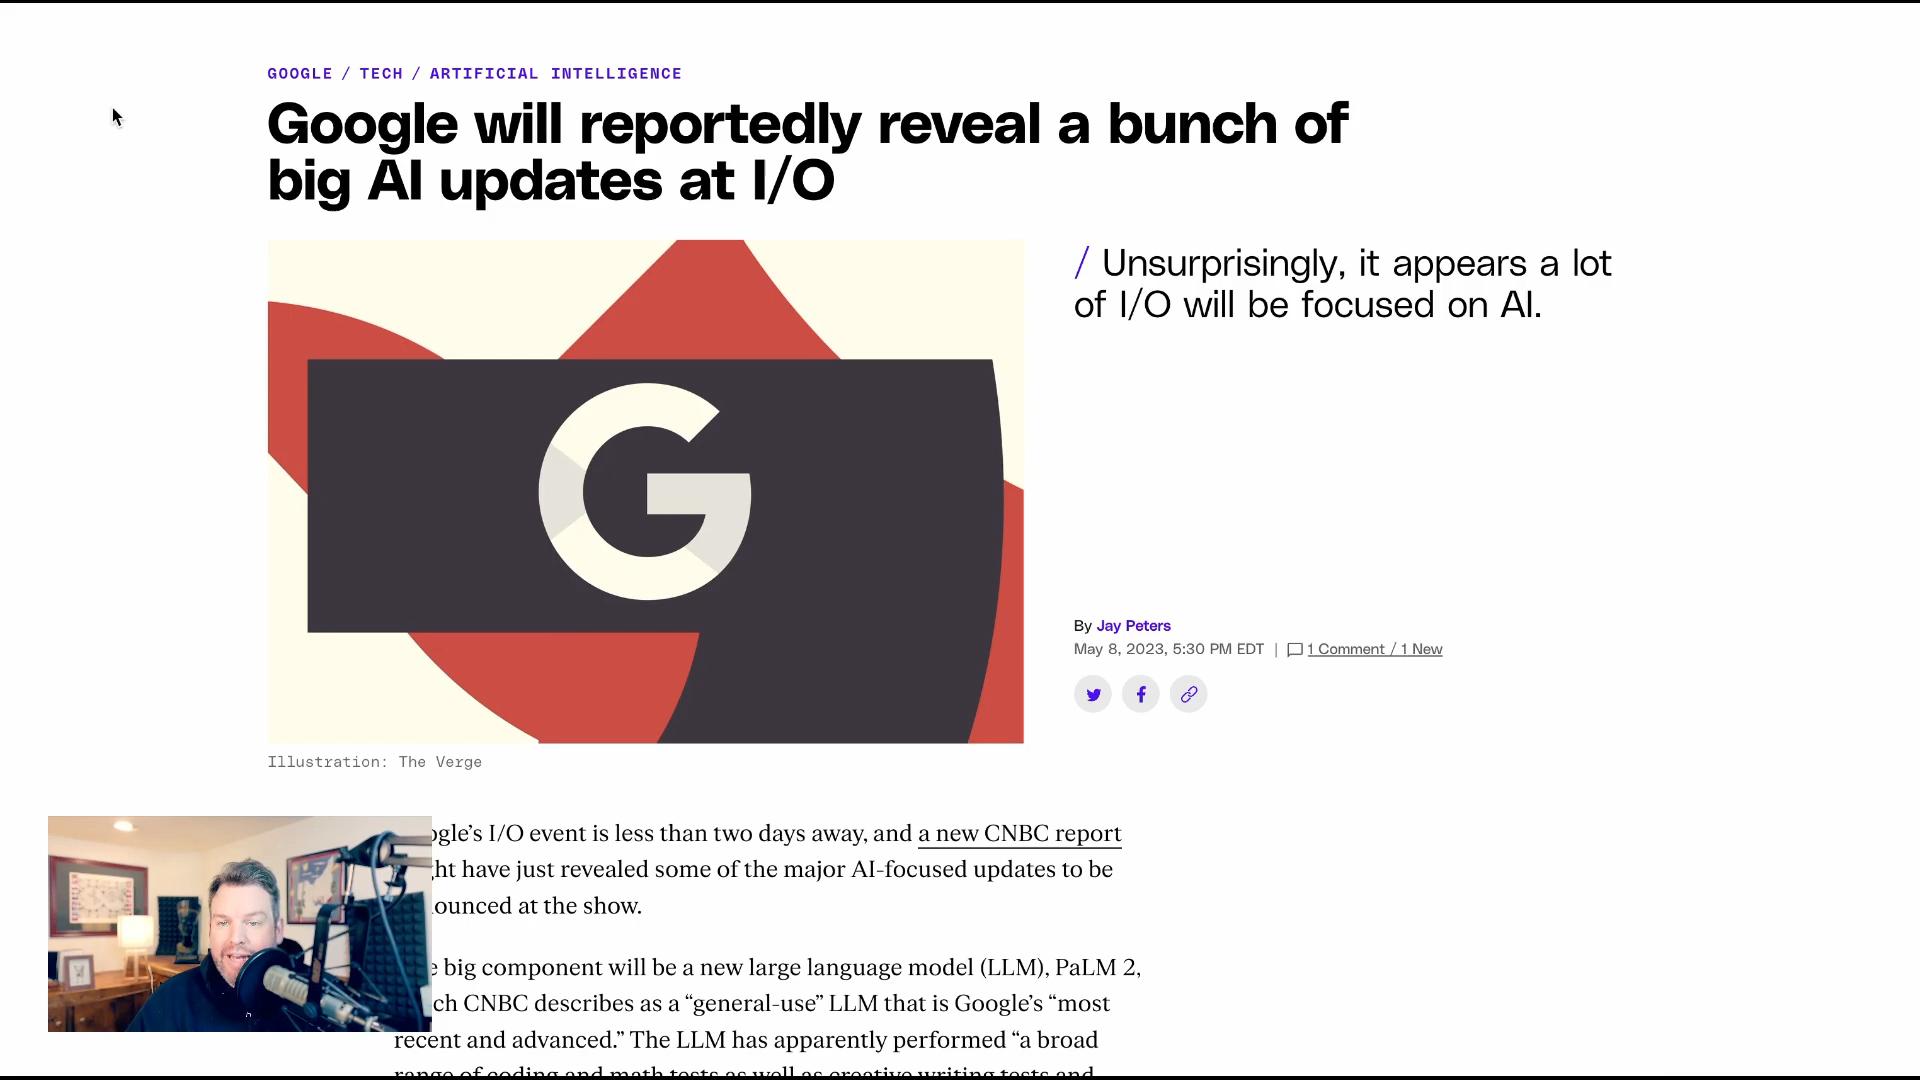 GOOGLE / TECH / ARTIFICIAL INTELLIGENCE
Google will reportedly reveal a bunch of
big AI updates at I/O
/ Unsurprisingly, it appears a lot
of I/O will be focused on AI.
By Jay Peters
May 8, 2023, 5:30 PM EDT | 1 Comment / 1 New
Illustration: The Verge
I/O event is less than two days away, and a new CNBC report
have just revealed some of the major AI-focused updates to be
at the show.
big component will be a new large language model (LLM), PaLM 2,
CNBC describes as a “general-use” LLM that is Google’s “most
recent and advanced.” The LLM has apparently performed “a broad
range of coding and math tests as well as creative writing tests and